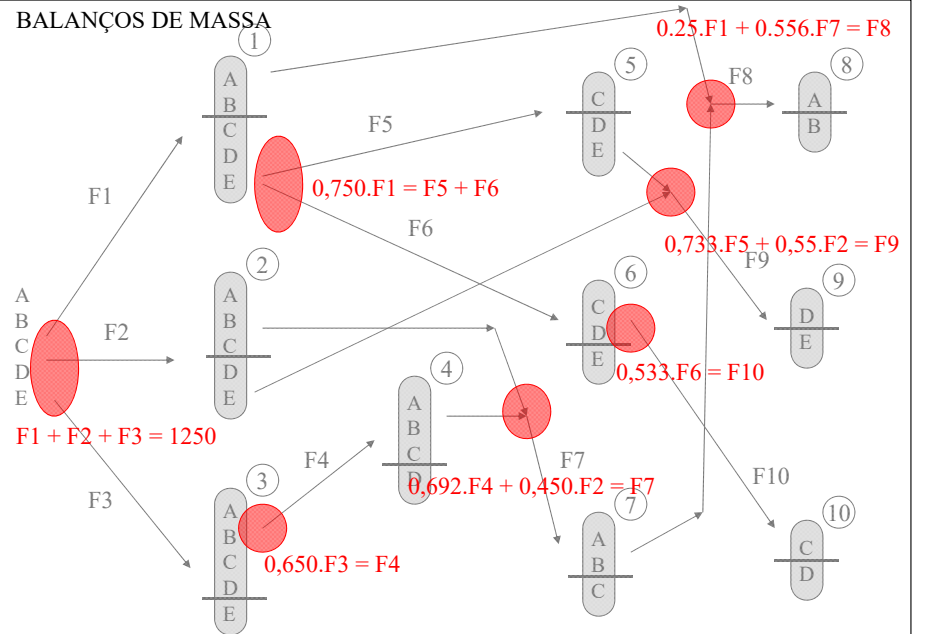 BALANÇOS DE MASSA
0.25.F1 + 0.556.F7 = F8
1
A
B
C
D
E
5
C
D
E
F8
8
A
B
F5
0,750.F1 = F5 + F6
F1
F6
0,733.F5 + 0,55.F2 = F9
F9
2
A
B
C
D
E
6
C
D
E
9
D
E
A
B
C
D
E
F2
4
A
B
C
D
0,533.F6 = F10
F1 + F2 + F3 = 1250
F3
F4
3
A
B
C
D
E
0,692.F4 + 0,450.F2 = F7
F7
F10
7
A
B
C
10
C
D
0,650.F3 = F4